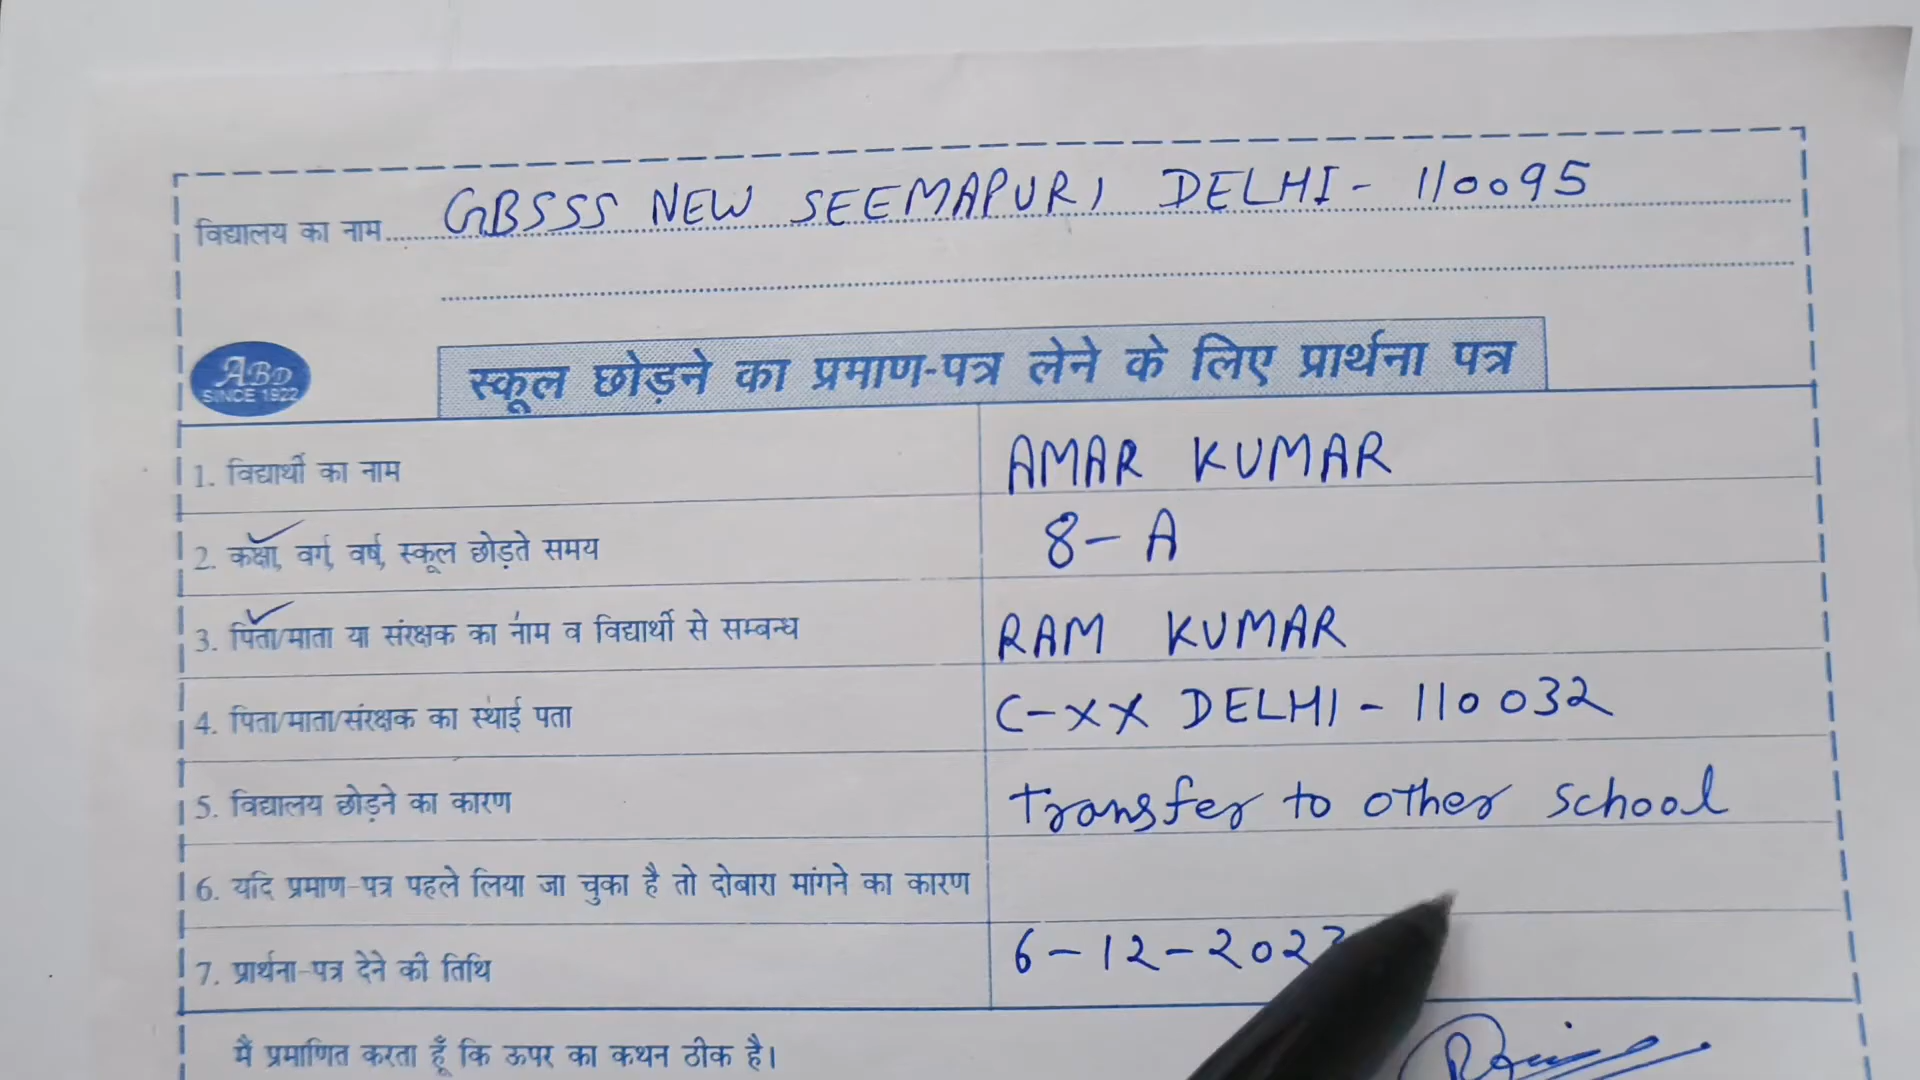 विद्यालय का नाम GBSSS NEW SEEMAPURI DELHI - 110095
ABD
SINCE 1922
स्कूल छोड़ने का प्रमाण-पत्र लेने के लिए प्रार्थना पत्र
1. विद्यार्थी का नाम AMAR KUMAR
2. कक्षा, वर्ग, वर्ष, स्कूल छोड़ते समय 8 - A
3. पिता/माता या संरक्षक का नाम व विद्यार्थी से सम्बन्ध RAM KUMAR
4. पिता/माता/संरक्षक का स्थाई पता C-XX DELHI - 110032
5. विद्यालय छोड़ने का कारण Transfer to other school
6. यदि प्रमाण-पत्र पहले लिया जा चुका है तो दोबारा मांगने का कारण
7. प्रार्थना-पत्र देने की तिथि 6-12-202
मैं प्रमाणित करता हूँ कि ऊपर का कथन ठीक है।